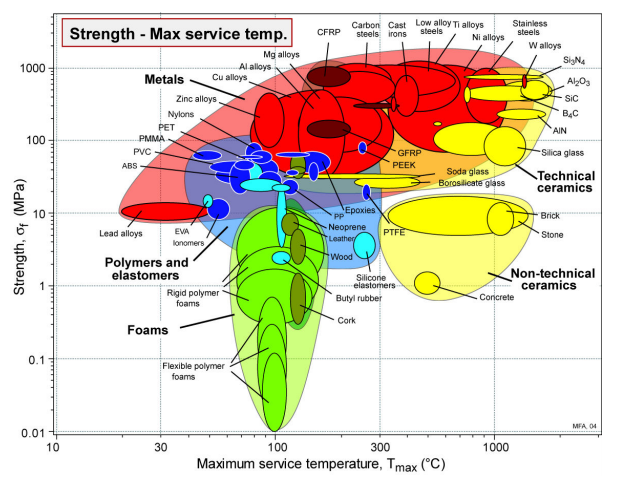 Strength - Max service temp.
CFRP
Carbon
steels
Cast
irons
Low alloy
steels
Ti alloys
Ni alloys
Stainless
steels
W alloys
Mg alloys
Al alloys
Cu alloys
Metals
Zinc alloys
Nylons
PET
PMMA
PVC
ABS
Si3N4
Al2O3
SiC
B4C
AlN
Silica glass
GFRP
PEEK
Soda glass
Borosilicate glass
Technical
ceramics
Lead alloys
EVA
Ionomers
PP
Epoxies
Neoprene
Leather
Wood
PTFE
Brick
Stone
Polymers and
elastomers
Silicone
elastomers
Butyl rubber
Non-technical
ceramics
Concrete
Rigid polymer
foams
Foams
Cork
Flexible polymer
foams
MFA, 04
1000
100
10
1
0.1
0.01
Strength, σf (MPa)
10
30
100
300
1000
Maximum service temperature, Tmax (°C)